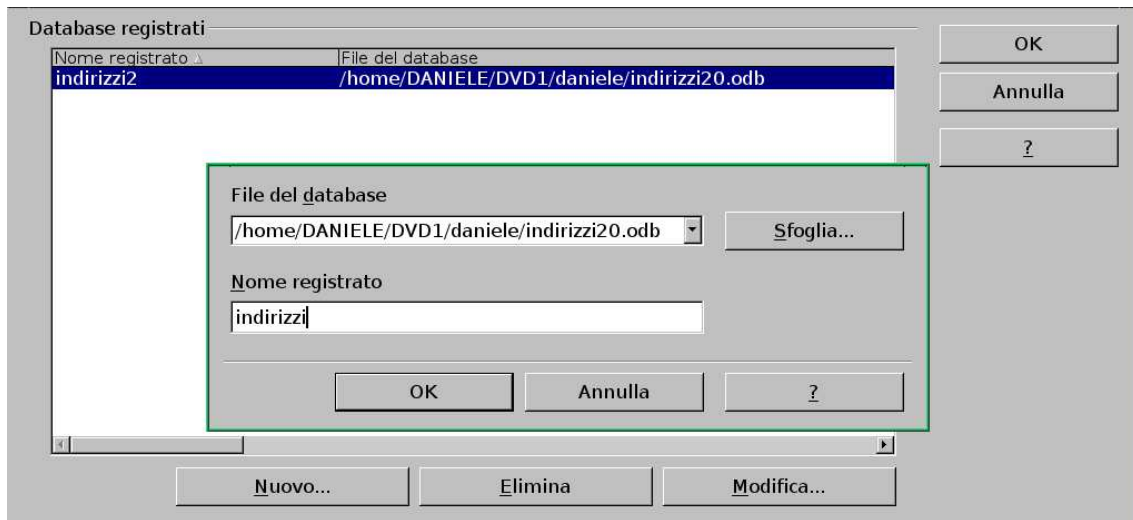 Database registrati
Nome registrato File del database
indirizzi2 /home/DANIELE/DVD1/daniele/indirizzi20.odb
OK
Annulla
?
File del database
/home/DANIELE/DVD1/daniele/indirizzi20.odb Sfoglia...
Nome registrato
indirizzi
OK Annulla ?
Nuovo... Elimina Modifica...